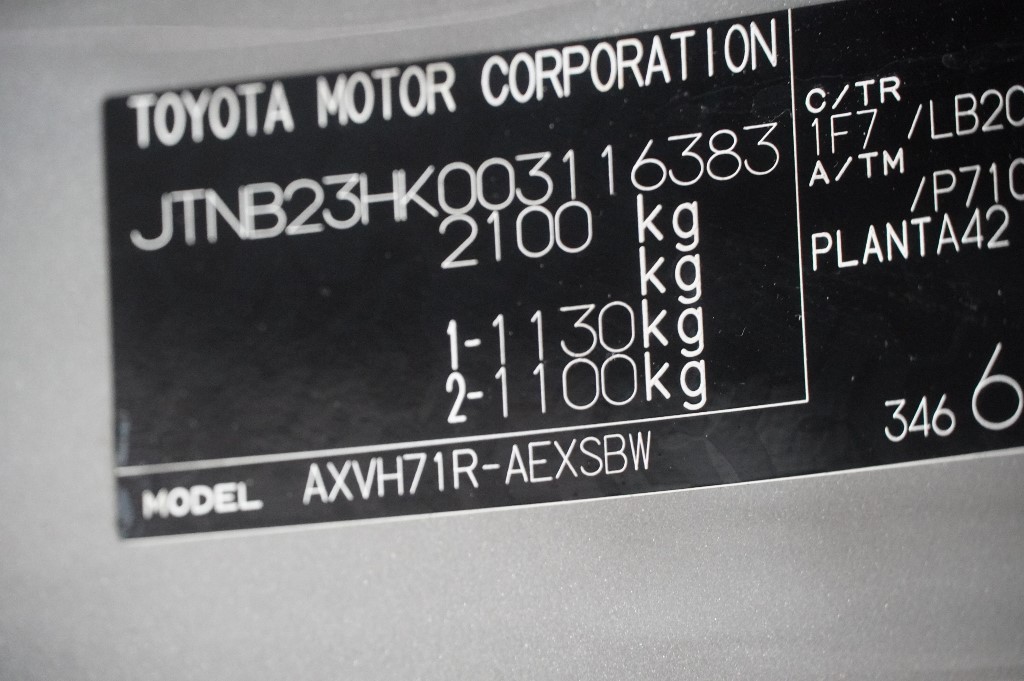 TOYOTA MOTOR CORPORATION
JTNB23HK003116383
2100 kg
kg
1-1130kg
2-1100kg
MODEL AXVH71R-AEXSBW
C/TR
1F7 /LB20
A/TM
/P710
PLANTA42
346 6